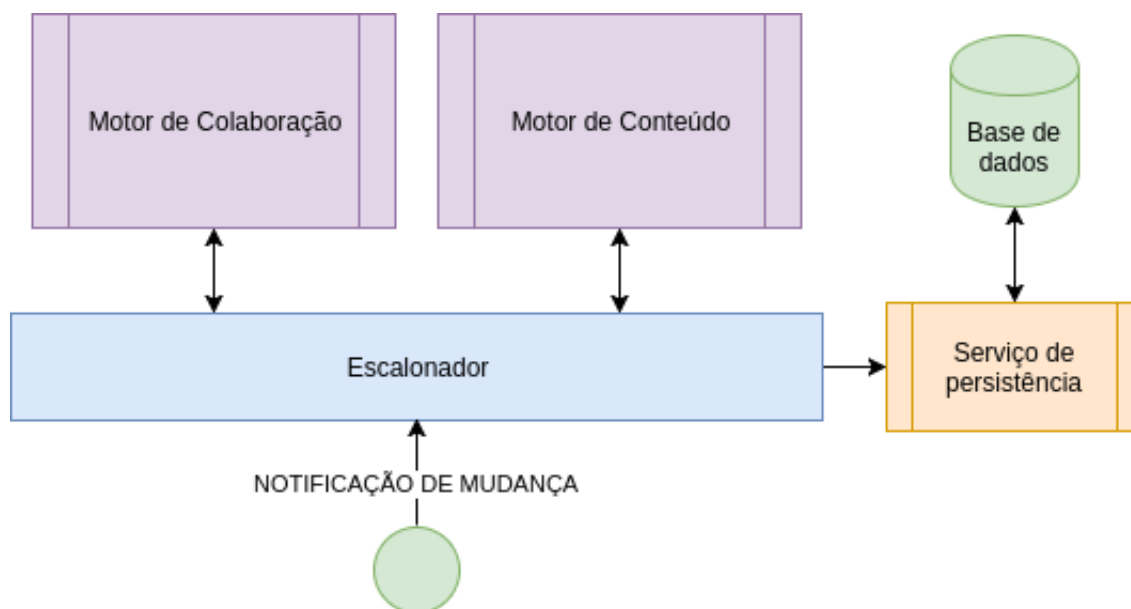 Motor de Colaboração
Motor de Conteúdo
Base de
dados
Escalonador
Serviço de
persistência
NOTIFICAÇÃO DE MUDANÇA